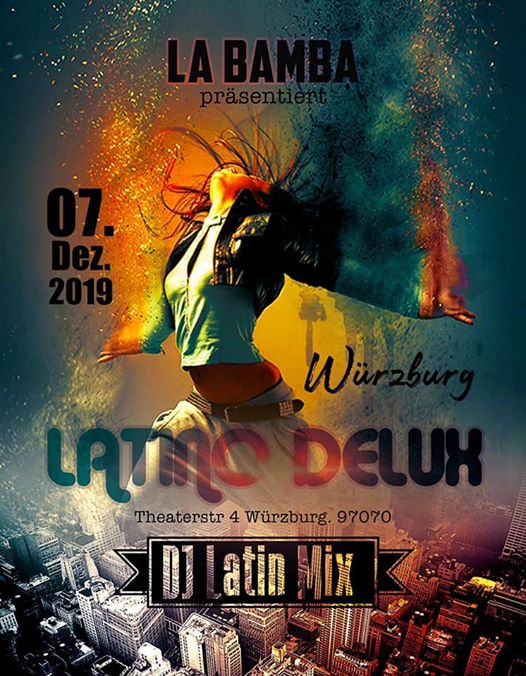 LA BAMBA
präsentiert
07.
Dez.
2019
Würzburg
LATINO DELUX
Theaterstr 4 Würzburg. 97070
DJ Latin Mix